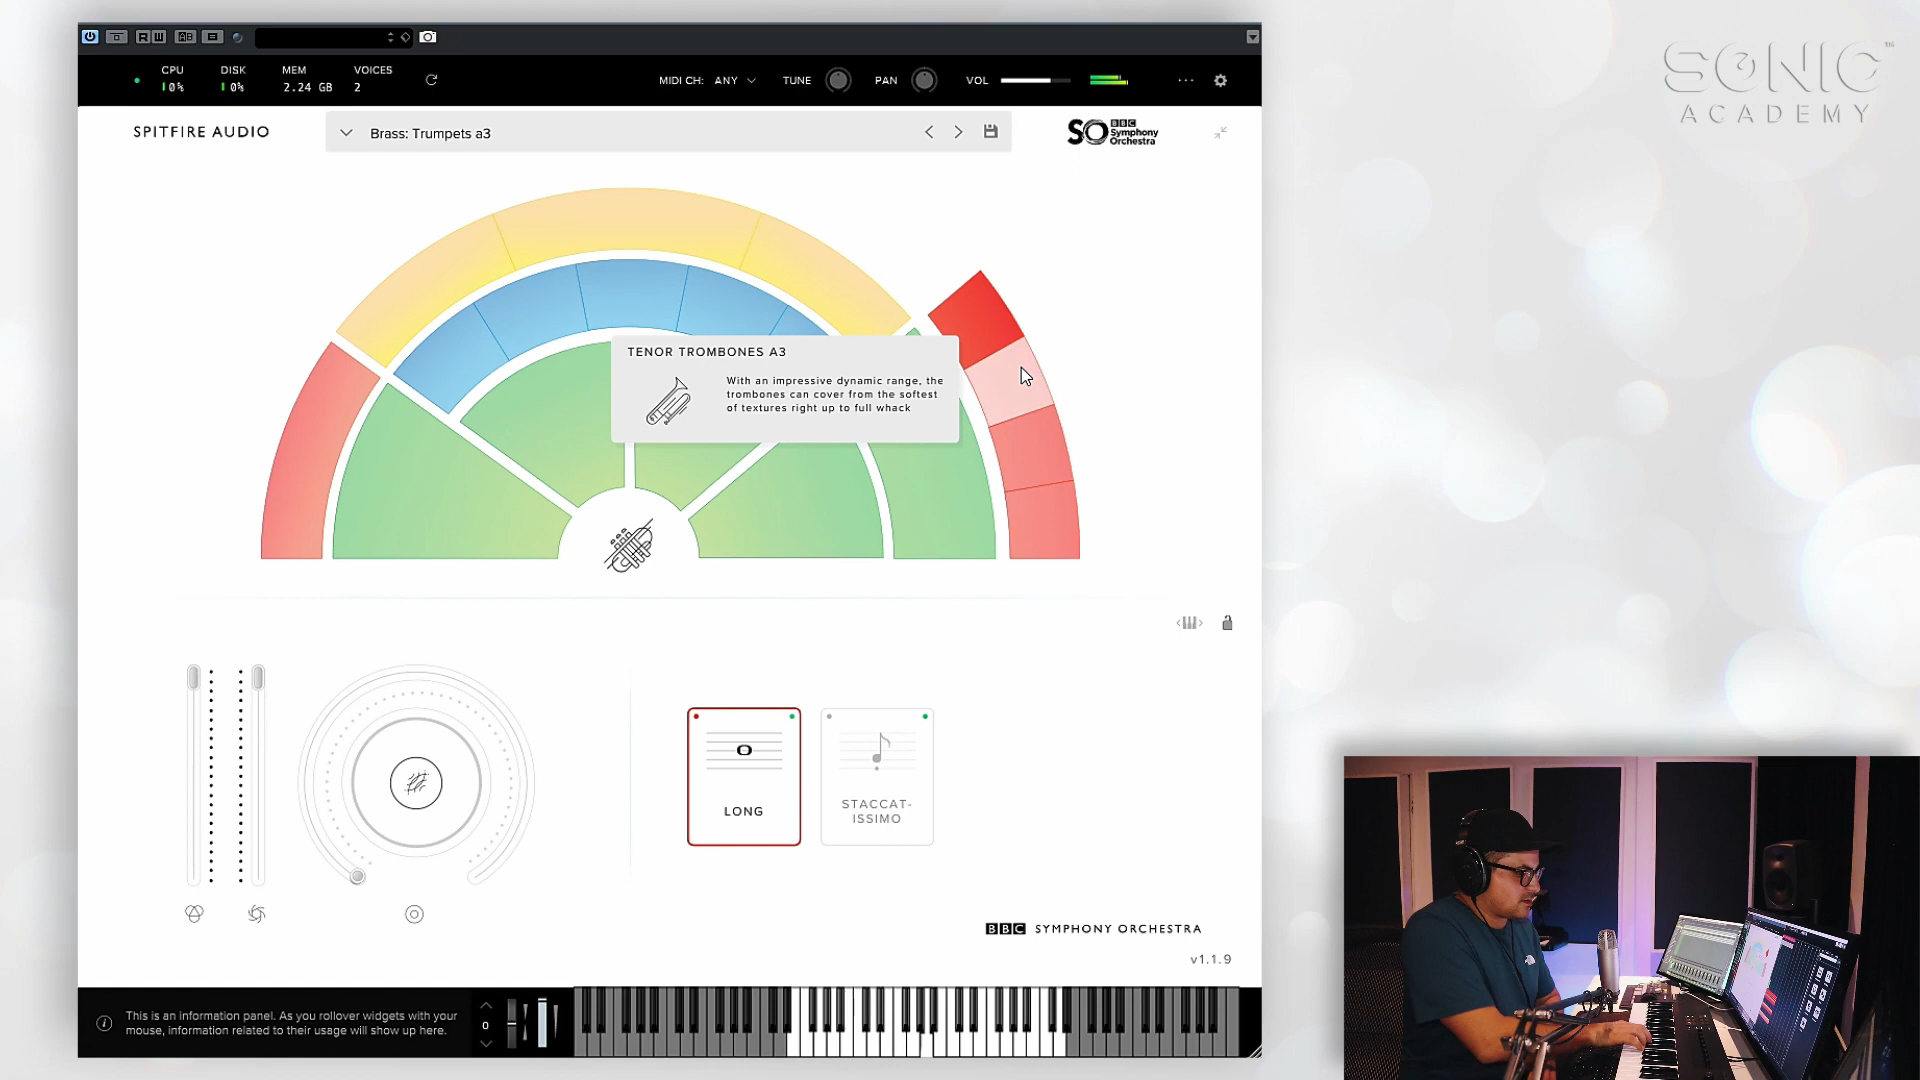 CPU
DISK
MEM
VOICES
0%
0%
2.24 GB
2
MIDI CH: ANY
TUNE
PAN
VOL
SONIC
ACADEMY
TM
SPITFIRE AUDIO
Brass: Trumpets a3
SO BBC
Symphony
Orchestra
TENOR TROMBONES A3
With an impressive dynamic range, the
trombones can cover from the softest
of textures right up to full whack
LONG
STACCAT-
ISSIMO
BBC SYMPHONY ORCHESTRA
v1.1.9
This is an information panel. As you rollover widgets with your
mouse, information related to their usage will show up here.
0